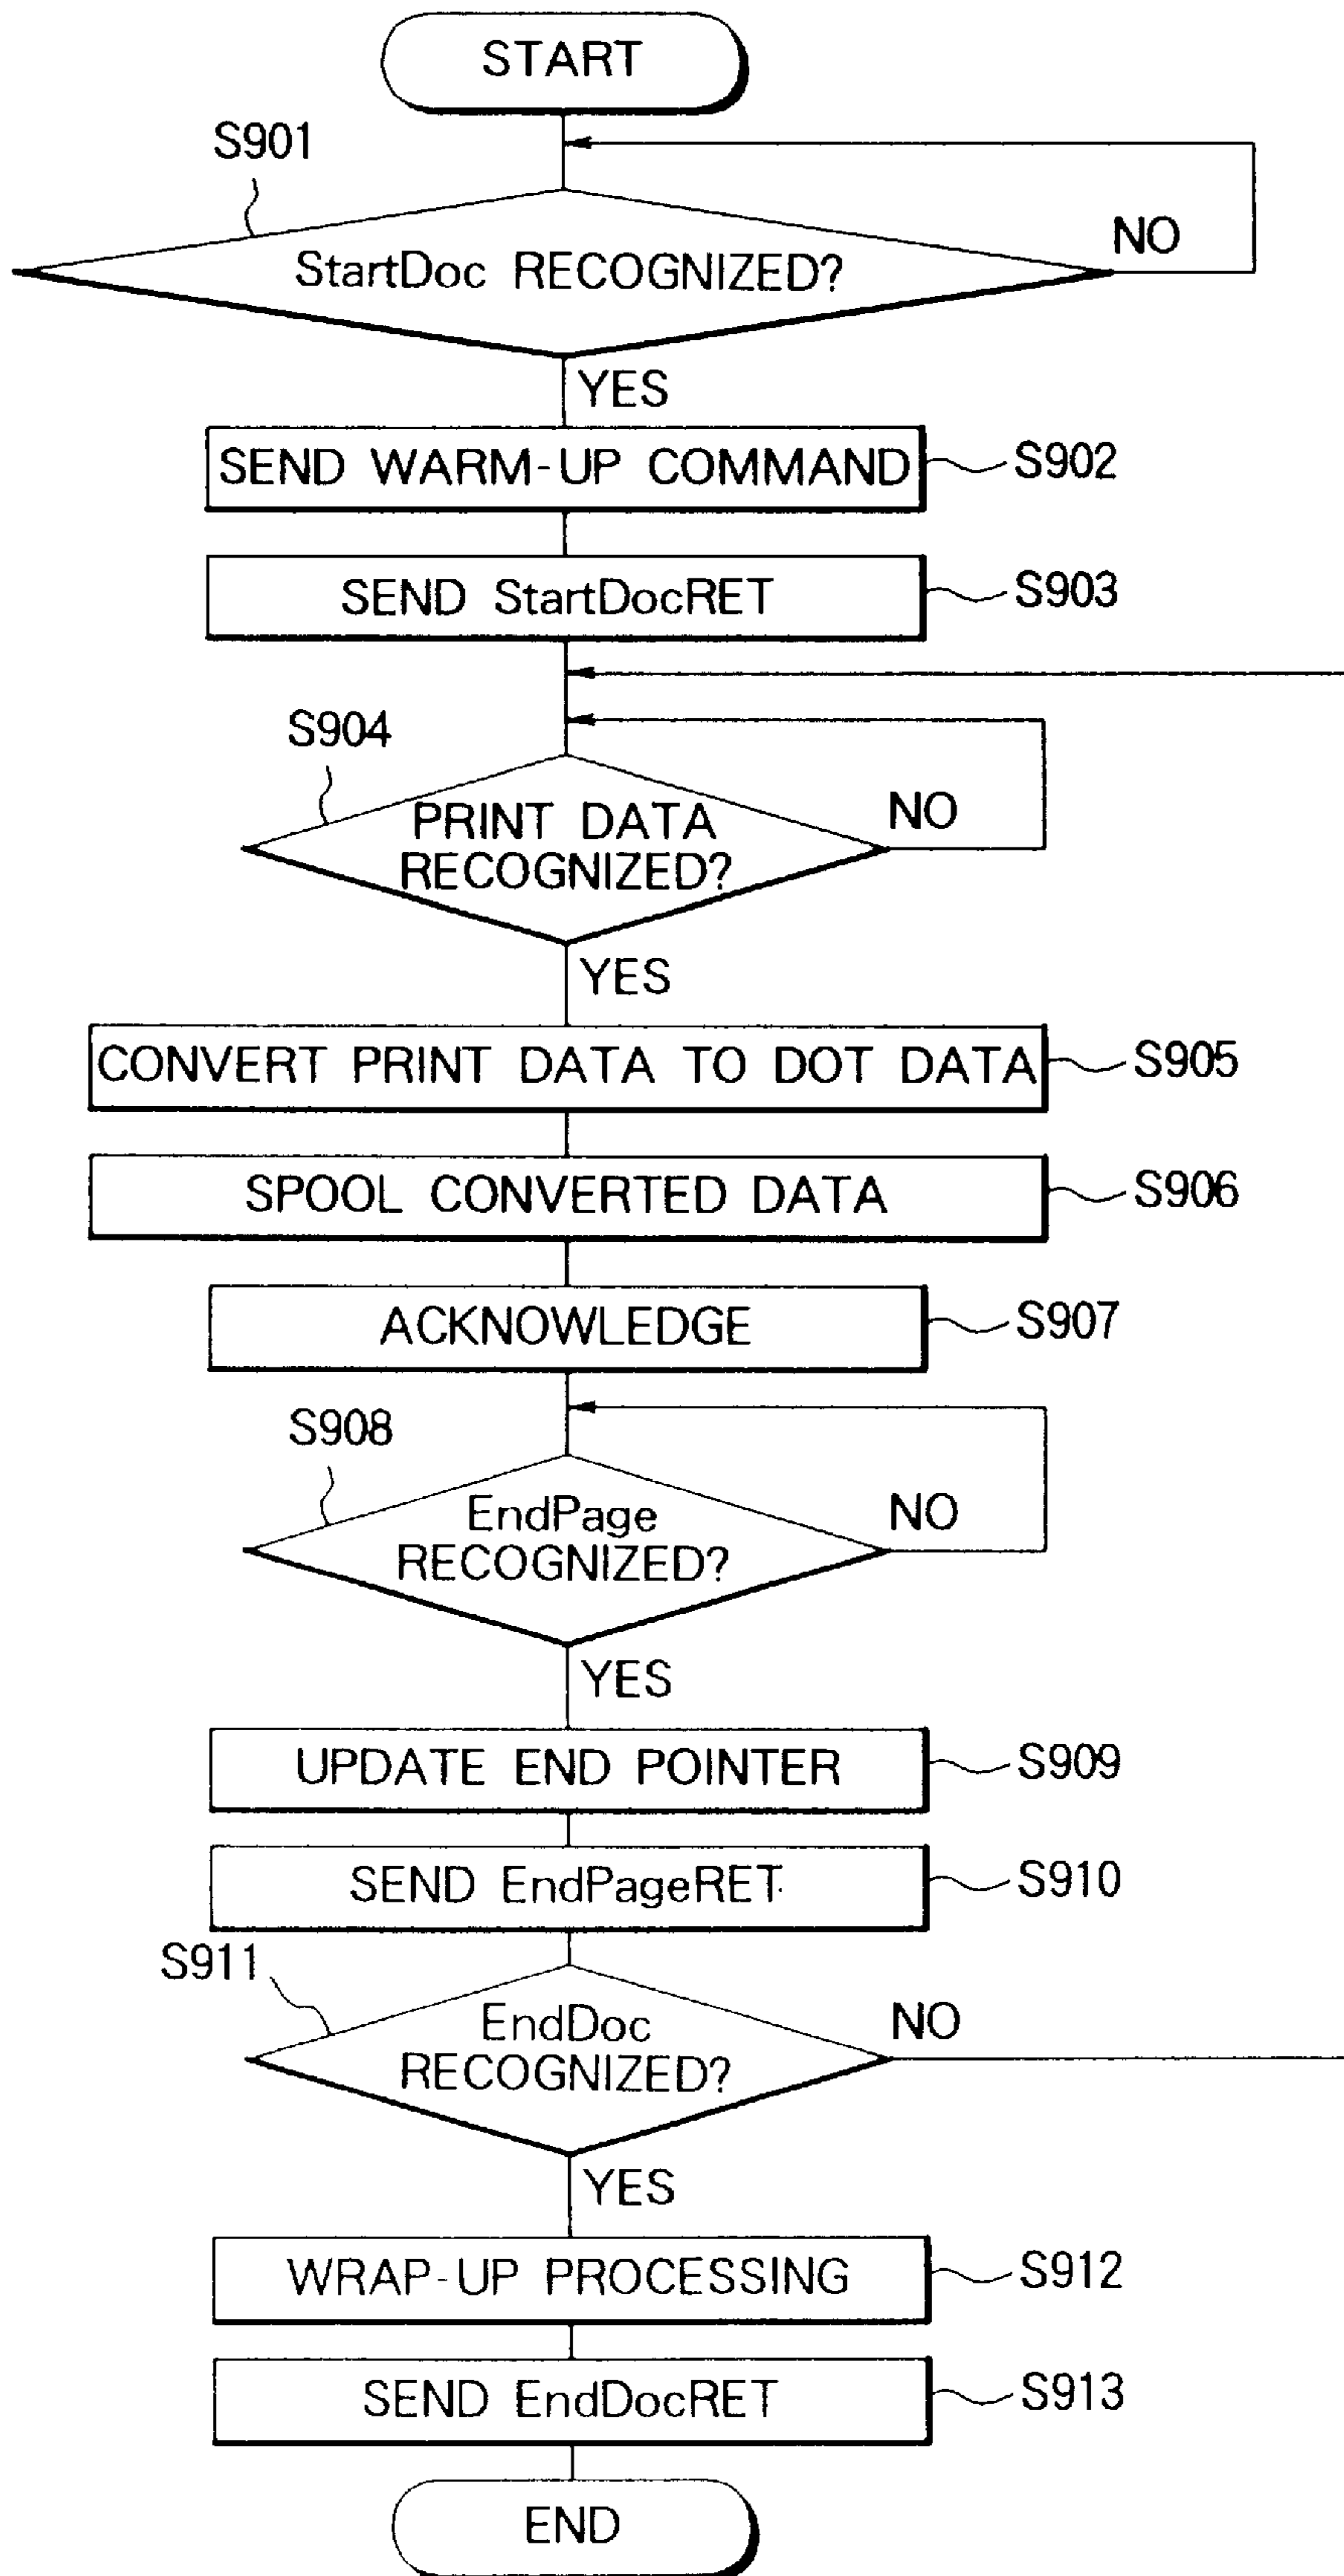 START
S901
StartDoc RECOGNIZED?
NO
YES
SEND WARM-UP COMMAND
S902
SEND StartDocRET
S903
S904
PRINT DATA
RECOGNIZED?
NO
YES
CONVERT PRINT DATA TO DOT DATA
S905
SPOOL CONVERTED DATA
S906
ACKNOWLEDGE
S907
S908
EndPage
RECOGNIZED?
NO
YES
UPDATE END POINTER
S909
SEND EndPageRET
S910
S911
EndDoc
RECOGNIZED?
NO
YES
WRAP-UP PROCESSING
S912
SEND EndDocRET
S913
END